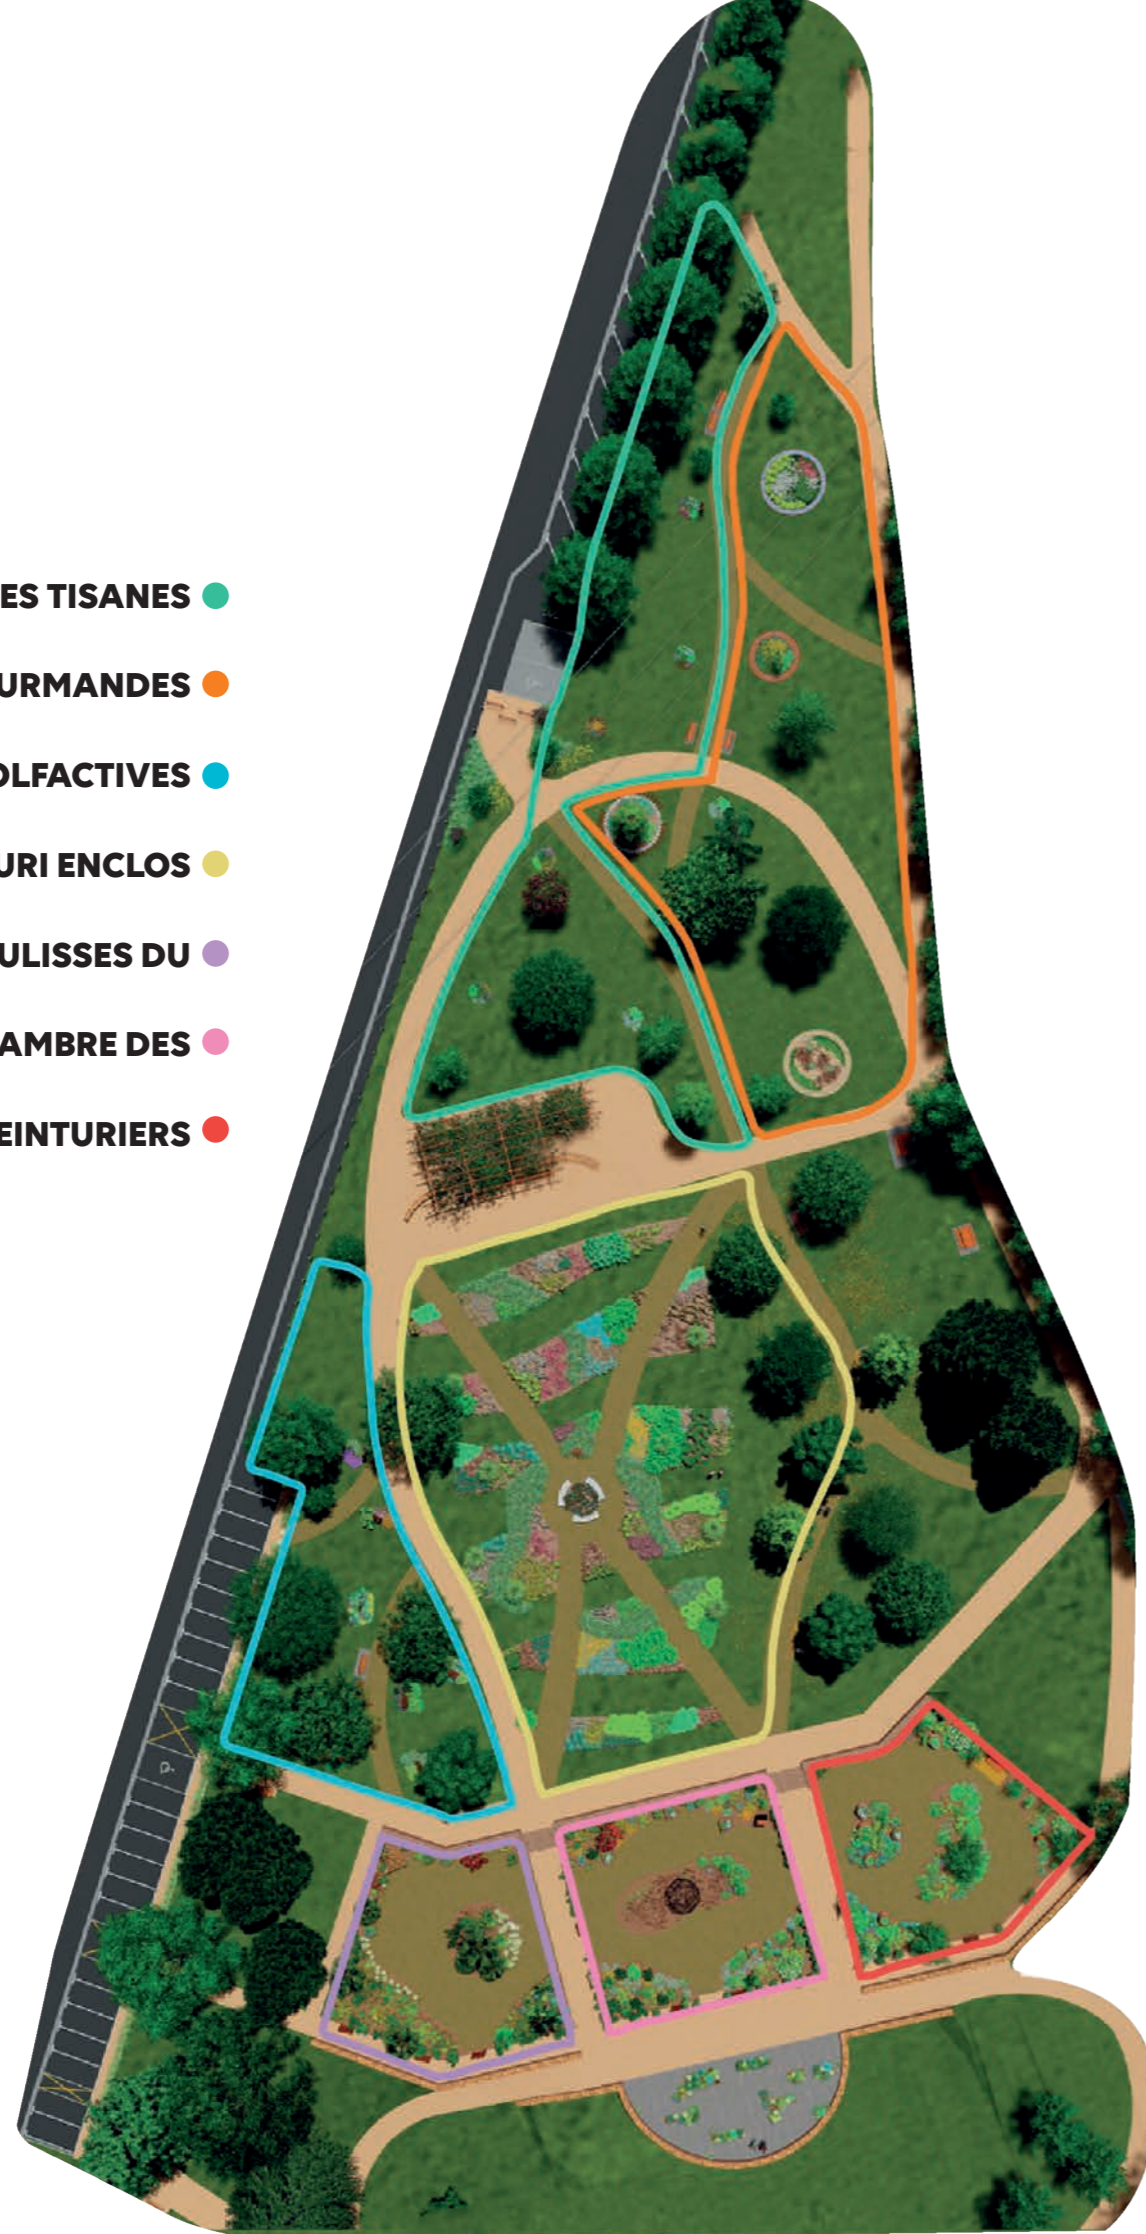 ES TISANES
URMANDES
OLFACTIVES
URI ENCLOS
ULISSES DU
AMBRE DES
EINTURIERS